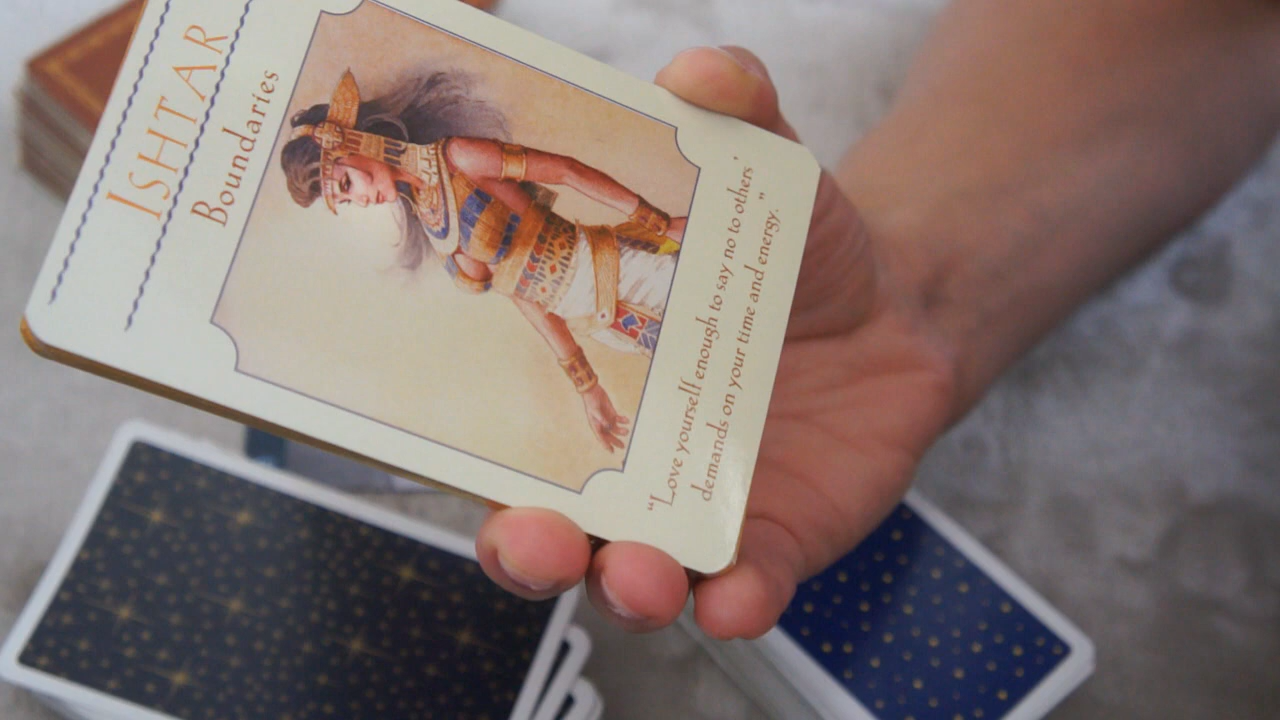 ISHTAR
Boundaries
“Love yourself enough to say no to others’
demands on your time and energy.”